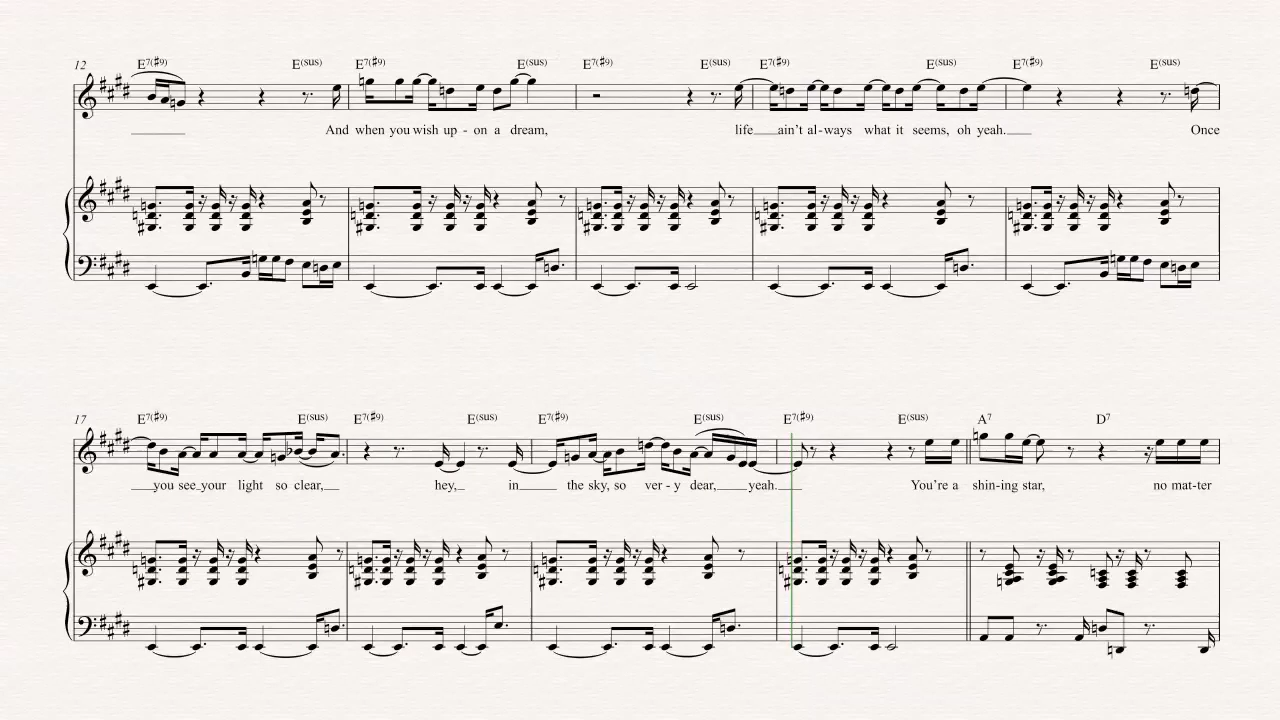 12 E7(#9) E(sus) E7(#9) E(sus) E7(#9) E(sus) E7(#9) E(sus) E7(#9) E(sus)
And when you wish up - on a dream, life ain't al-ways what it seems, oh yeah. Once
17 E7(#9) E(sus) E7(#9) E(sus) E7(#9) E(sus) E7(#9) E(sus) A7 D7
you see your light so clear, hey, in the sky, so ver - y dear, yeah. You're a shin-ing star, no mat-ter